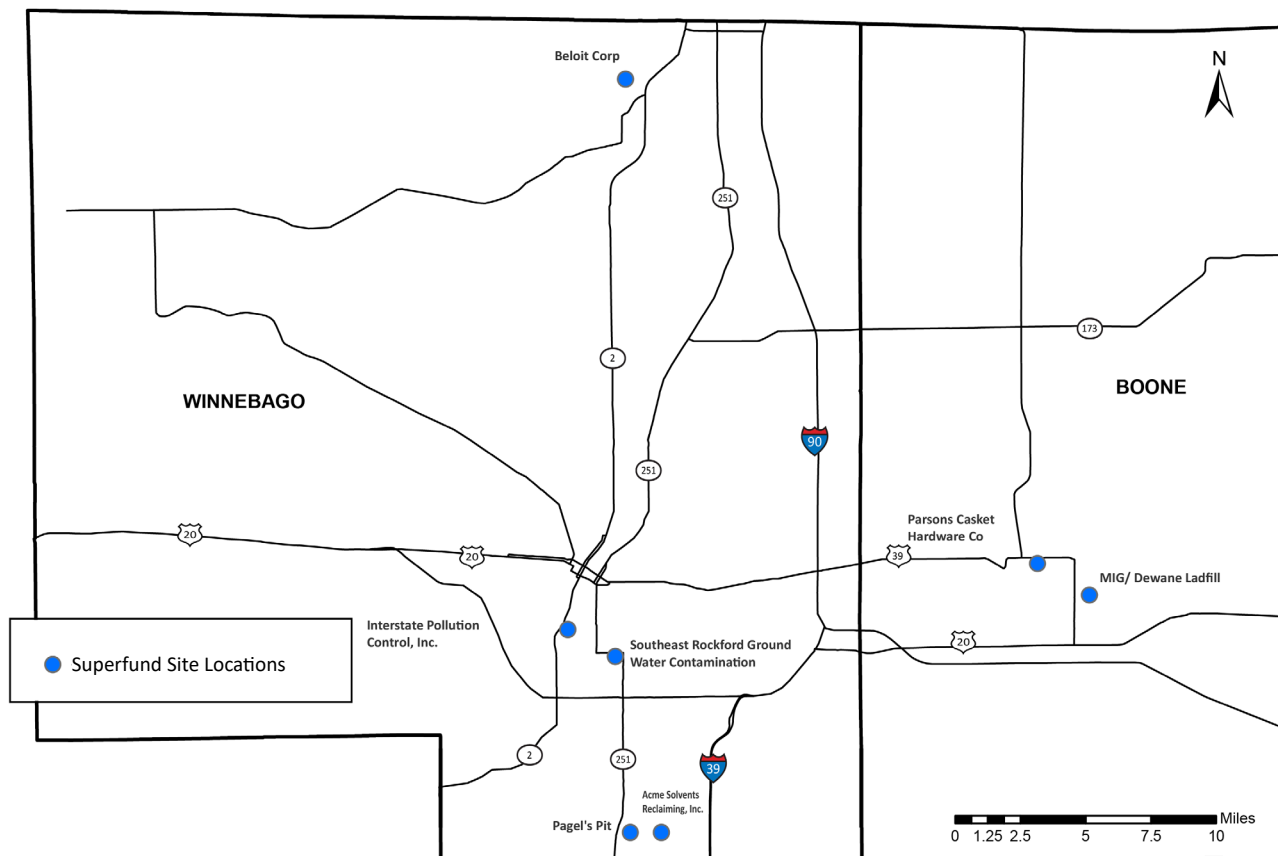 Beloit Corp
N
251
2
173
WINNEBAGO
BOONE
90
251
Parsons Casket
Hardware Co
20
20
39
MIG/ Dewane Ladfill
Interstate Pollution
Control, Inc.
Southeast Rockford Ground
Water Contamination
20
Superfund Site Locations
2
251
39
Acme Solvents
Reclaiming, Inc.
Pagel's Pit
Miles
0 1.25 2.5 5 7.5 10